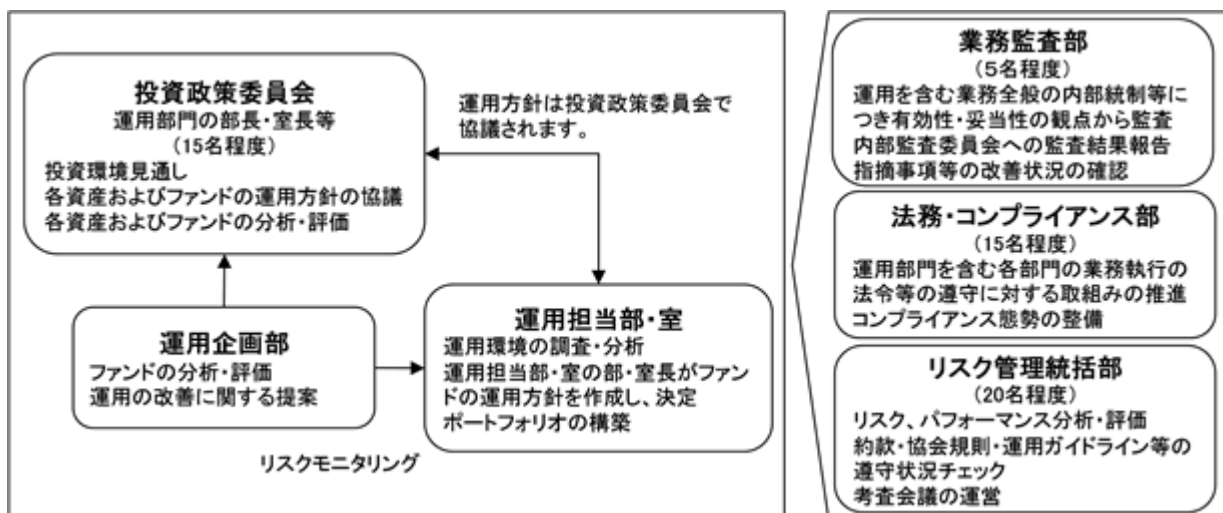 投資政策委員会
運用部門の部長・室長等
(15名程度)
投資環境見通し
各資産およびファンドの運用方針の協議
各資産およびファンドの分析・評価
運用方針は投資政策委員会で
協議されます。
運用企画部
ファンドの分析・評価
運用の改善に関する提案
運用担当部・室
運用環境の調査・分析
運用担当部・室の部・室長がファン
ドの運用方針を作成し、決定
ポートフォリオの構築
リスクモニタリング
業務監査部
(5名程度)
運用を含む業務全般の内部統制等に
つき有効性・妥当性の観点から監査
内部監査委員会への監査結果報告
指摘事項等の改善状況の確認
法務・コンプライアンス部
(15名程度)
運用部門を含む各部門の業務執行の
法令等の遵守に対する取組みの推進
コンプライアンス態勢の整備
リスク管理統括部
(20名程度)
リスク、パフォーマンス分析・評価
約款・協会規則・運用ガイドライン等の
遵守状況チェック
考査会議の運営